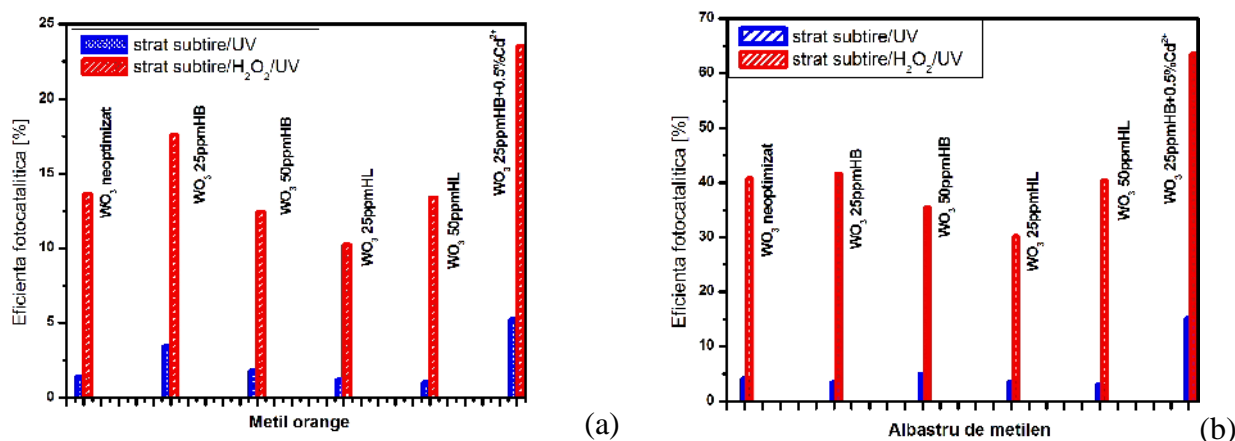 25
20
15
10
5
0
Eficienta fotocatalitica [%]
strat subtire/UV
strat subtire/H₂O₂/UV
WO₃ neoptimizat
WO₃ 25ppmHB
WO₃ 50ppmHB
WO₃ 25ppmHL
WO₃ 50ppmHL
WO₃ 25ppmHB+0.5%Cd²⁺
Metil orange
(a)
70
60
50
40
30
20
10
0
Eficienta fotocatalitica [%]
strat subtire/UV
strat subtire/H₂O₂/UV
WO₃ neoptimizat
WO₃ 25ppmHB
WO₃ 50ppmHB
WO₃ 25ppmHL
WO₃ 50ppmHL
WO₃ 25ppmHB+0.5%Cd²⁺
Albastru de metilen
(b)